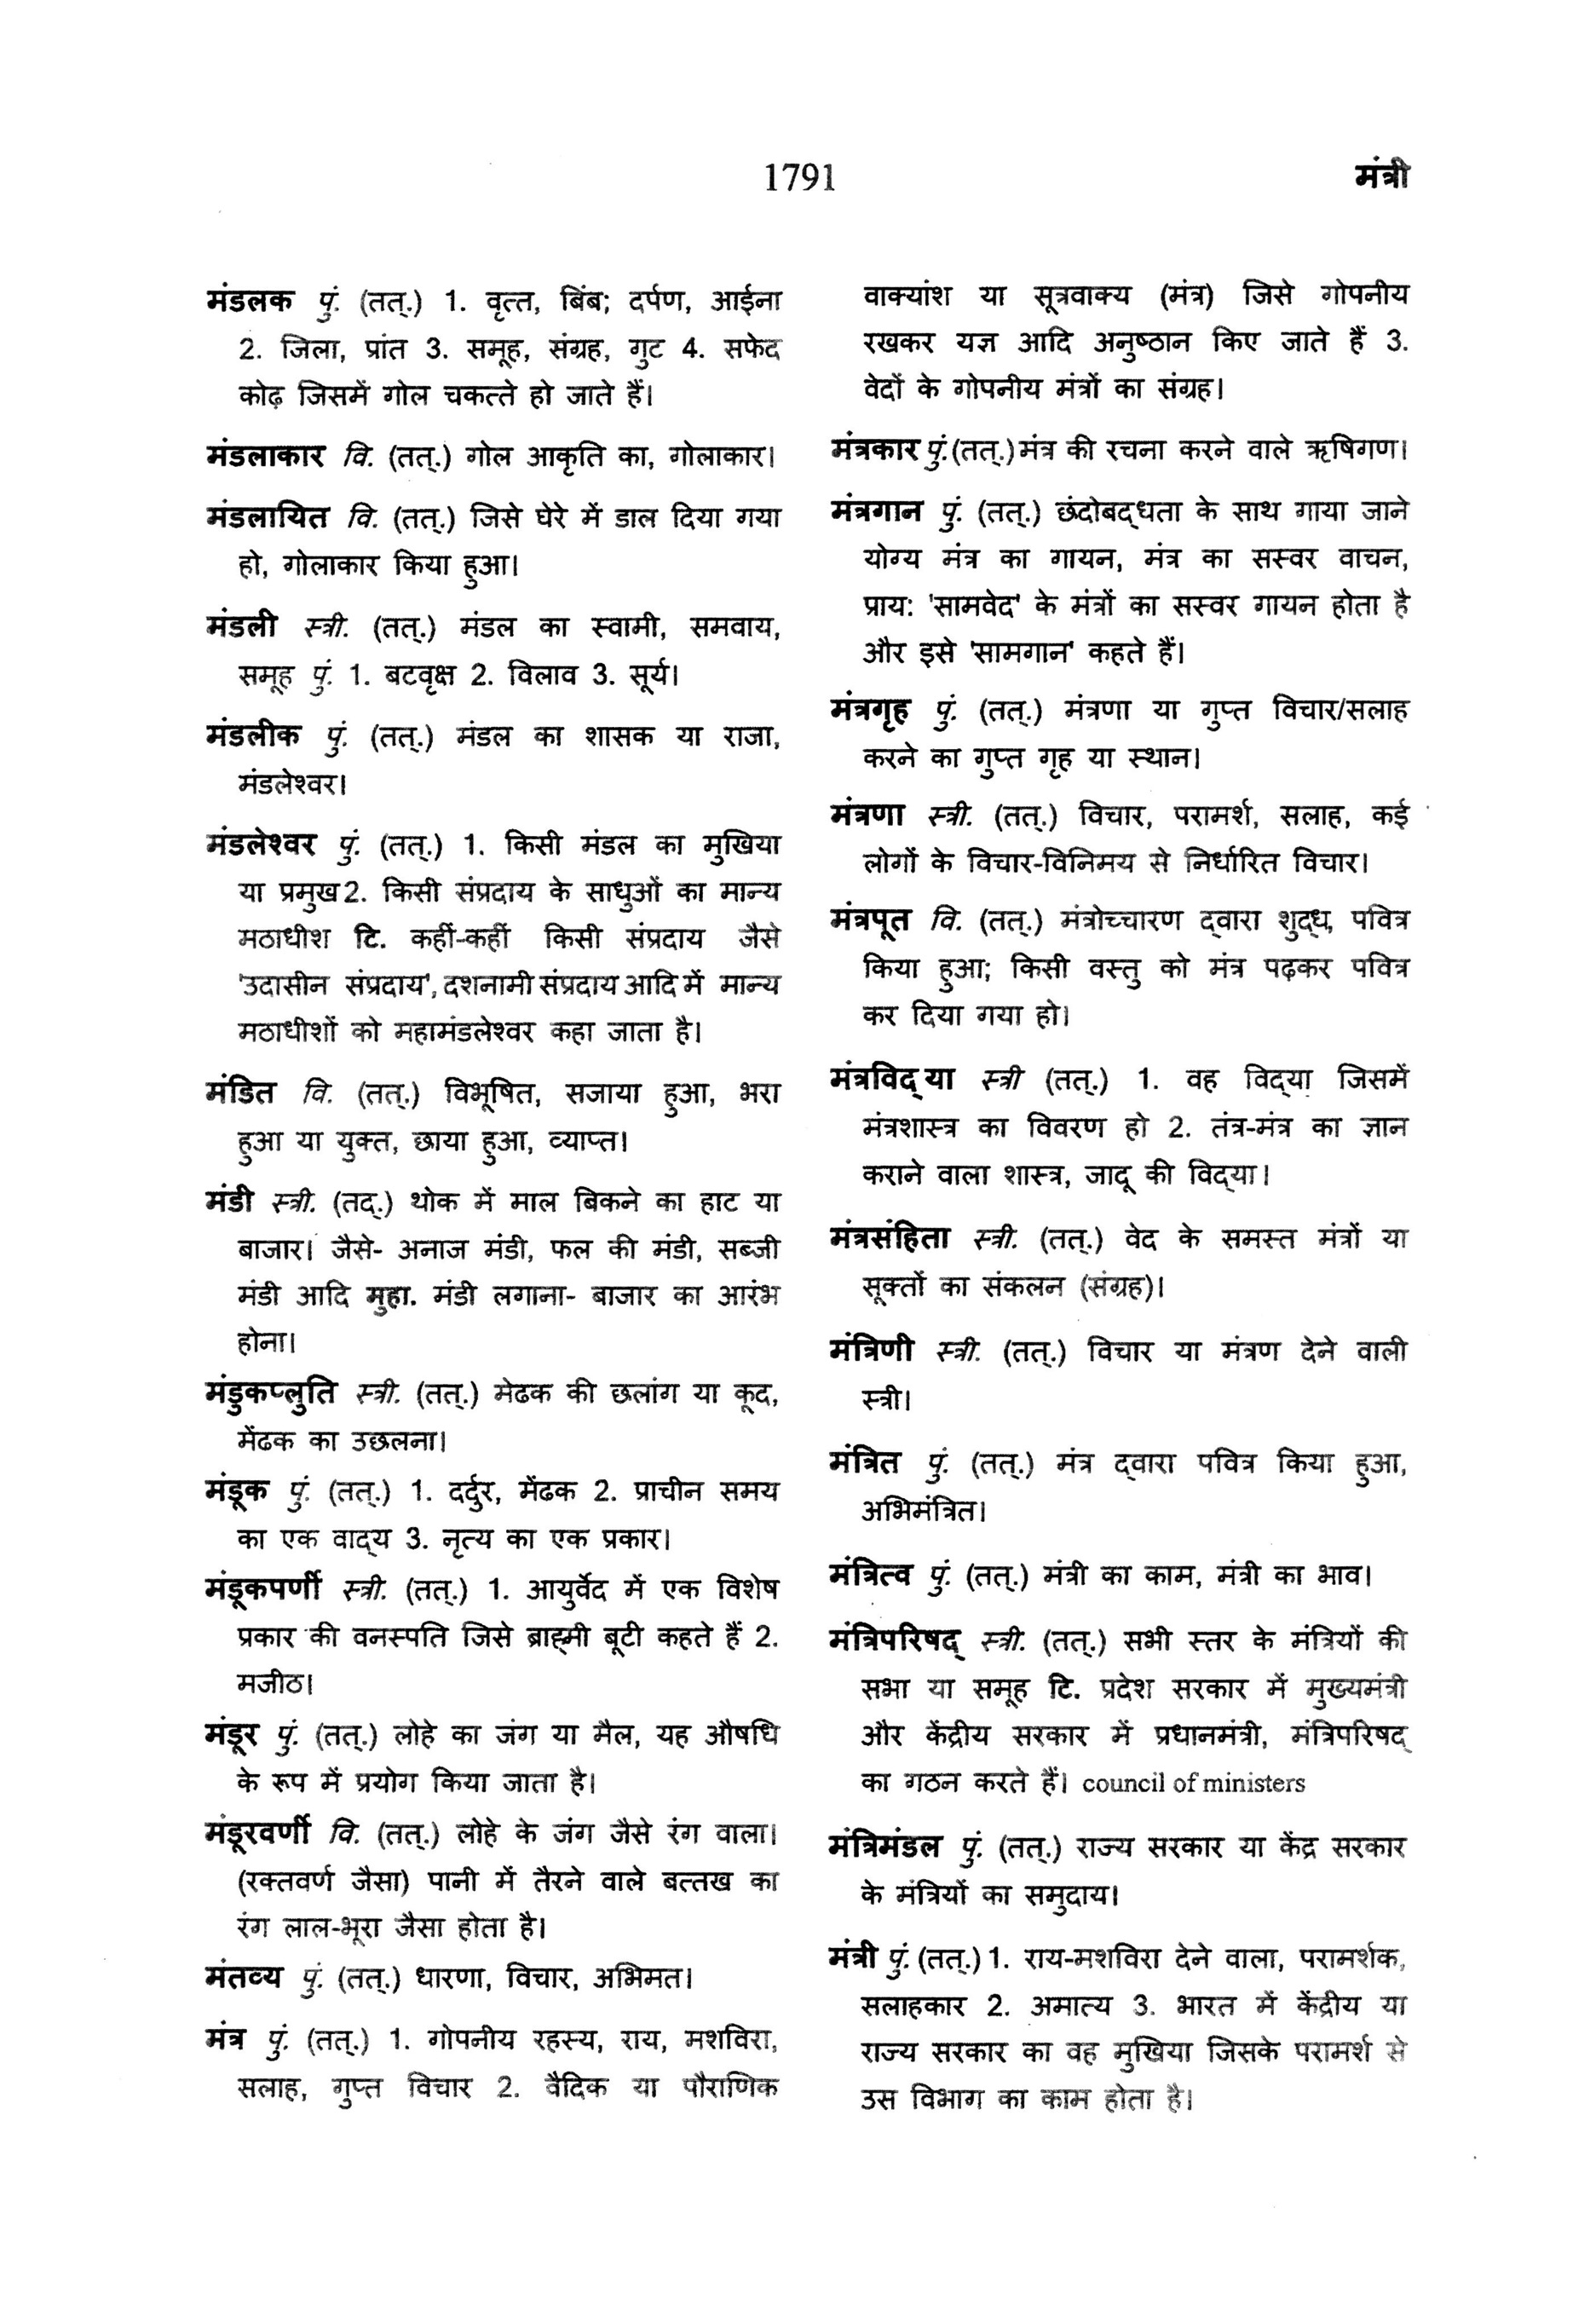 1791
मंत्री
मंडलक पुं. (तत्.) 1. वृत्त, बिंब; दर्पण, आईना
2. जिला, प्रांत 3. समूह, संग्रह, गुट 4. सफेद
कोढ़ जिसमें गोल चकत्ते हो जाते हैं।
मंडलाकार वि. (तत्.) गोल आकृति का, गोलाकार।
मंडलायित वि. (तत्.) जिसे घेरे में डाल दिया गया
हो, गोलाकार किया हुआ।
मंडली स्त्री. (तत्.) मंडल का स्वामी, समवाय,
समूह पुं. 1. बटवृक्ष 2. विलाव 3. सूर्य।
मंडलीक पुं. (तत्.) मंडल का शासक या राजा,
मंडलेश्वर।
मंडलेश्वर पुं. (तत्.) 1. किसी मंडल का मुखिया
या प्रमुख2. किसी संप्रदाय के साधुओं का मान्य
मठाधीश टि. कहीं-कहीं किसी संप्रदाय जैसे
'उदासीन संप्रदाय', दशनामी संप्रदाय आदि में मान्य
मठाधीशों को महामंडलेश्वर कहा जाता है।
मंडित वि. (तत्.) विभूषित, सजाया हुआ, भरा
हुआ या युक्त, छाया हुआ, व्याप्त।
मंडी स्त्री. (तद्.) थोक में माल बिकने का हाट या
बाजार। जैसे- अनाज मंडी, फल की मंडी, सब्जी
मंडी आदि मुहा. मंडी लगाना- बाजार का आरंभ
होना।
मंडुकप्लुति स्त्री. (तत्.) मेढक की छलांग या कूद,
मेंढक का उछलना।
मंडूक पुं. (तत्.) 1. दर्दुर, मेंढक 2. प्राचीन समय
का एक वाद्‌य 3. नृत्य का एक प्रकार।
मंडूकपर्णी स्त्री. (तत्.) 1. आयुर्वेद में एक विशेष
प्रकार की वनस्पति जिसे ब्राह्‌मी बूटी कहते हैं 2.
मजीठ।
मंडूर पुं. (तत्.) लोहे का जंग या मैल, यह औषधि
के रूप में प्रयोग किया जाता है।
मंडूरवर्णी वि. (तत्.) लोहे के जंग जैसे रंग वाला।
(रक्तवर्ण जैसा) पानी में तैरने वाले बत्तख का
रंग लाल-भूरा जैसा होता है।
मंतव्य पुं. (तत्.) धारणा, विचार, अभिमत।
मंत्र पुं. (तत्.) 1. गोपनीय रहस्य, राय, मशविरा,
सलाह, गुप्त विचार 2. वैदिक या पौराणिक
वाक्यांश या सूत्रवाक्य (मंत्र) जिसे गोपनीय
रखकर यज्ञ आदि अनुष्ठान किए जाते हैं 3.
वेदों के गोपनीय मंत्रों का संग्रह।
मंत्रकार पुं.(तत्.)मंत्र की रचना करने वाले ऋषिगण।
मंत्रगान पुं. (तत्.) छंदोबद्‌धता के साथ गाया जाने
योग्य मंत्र का गायन, मंत्र का सस्वर वाचन,
प्राय: 'सामवेद' के मंत्रों का सस्वर गायन होता है
और इसे 'सामगान' कहते हैं।
मंत्रगृह पुं. (तत्.) मंत्रणा या गुप्त विचार/सलाह
करने का गुप्त गृह या स्थान।
मंत्रणा स्त्री. (तत्.) विचार, परामर्श, सलाह, कई
लोगों के विचार-विनिमय से निर्धारित विचार।
मंत्रपूत वि. (तत्.) मंत्रोच्चारण द्‌वारा शुद्‌ध, पवित्र
किया हुआ; किसी वस्तु को मंत्र पढ़कर पवित्र
कर दिया गया हो।
मंत्रविद्‌या स्त्री (तत्.) 1. वह विद्‌या जिसमें
मंत्रशास्त्र का विवरण हो 2. तंत्र-मंत्र का ज्ञान
कराने वाला शास्त्र, जादू की विद्‌या।
मंत्रसंहिता स्त्री. (तत्.) वेद के समस्त मंत्रों या
सूक्तों का संकलन (संग्रह)।
मंत्रिणी स्त्री. (तत्.) विचार या मंत्रण देने वाली
स्त्री।
मंत्रित पुं. (तत्.) मंत्र द्‌वारा पवित्र किया हुआ,
अभिमंत्रित।
मंत्रित्व पुं. (तत्.) मंत्री का काम, मंत्री का भाव।
मंत्रिपरिषद् स्त्री. (तत्.) सभी स्तर के मंत्रियों की
सभा या समूह टि. प्रदेश सरकार में मुख्यमंत्री
और केंद्रीय सरकार में प्रधानमंत्री, मंत्रिपरिषद्
का गठन करते हैं। council of ministers
मंत्रिमंडल पुं. (तत्.) राज्य सरकार या केंद्र सरकार
के मंत्रियों का समुदाय।
मंत्री पुं. (तत्.) 1. राय-मशविरा देने वाला, परामर्शक,
सलाहकार 2. अमात्य 3. भारत में केंद्रीय या
राज्य सरकार का वह मुखिया जिसके परामर्श से
उस विभाग का काम होता है।